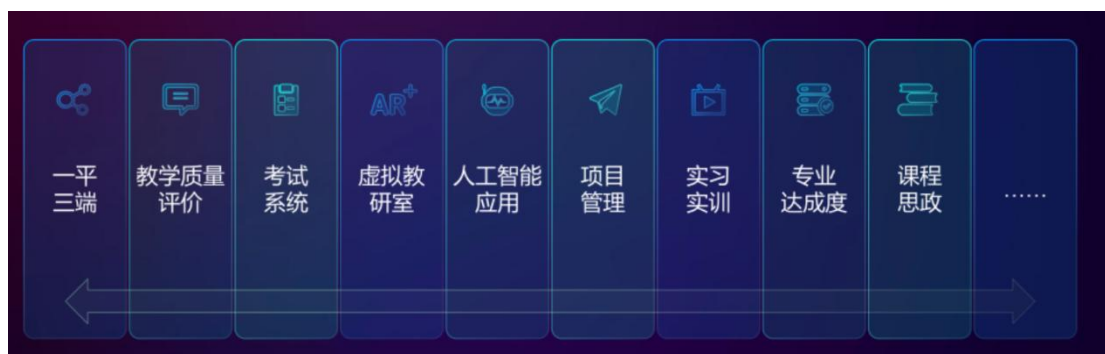 AR+
一平
三端
教学质量
评价
考试
系统
虚拟教
研室
人工智能
应用
项目
管理
实习
实训
专业
达成度
课程
思政
……